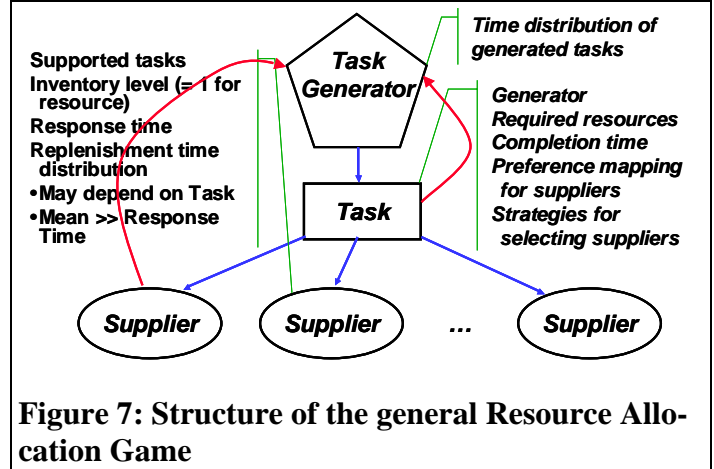 Supported tasks
Inventory level (= 1 for
resource)
Response time
Replenishment time
distribution
•May depend on Task
•Mean >> Response
Time
Task
Generator
Time distribution of
generated tasks
Generator
Required resources
Completion time
Preference mapping
for suppliers
Strategies for
selecting suppliers
Task
Supplier
Supplier
...
Supplier
Figure 7: Structure of the general Resource Allo-
cation Game